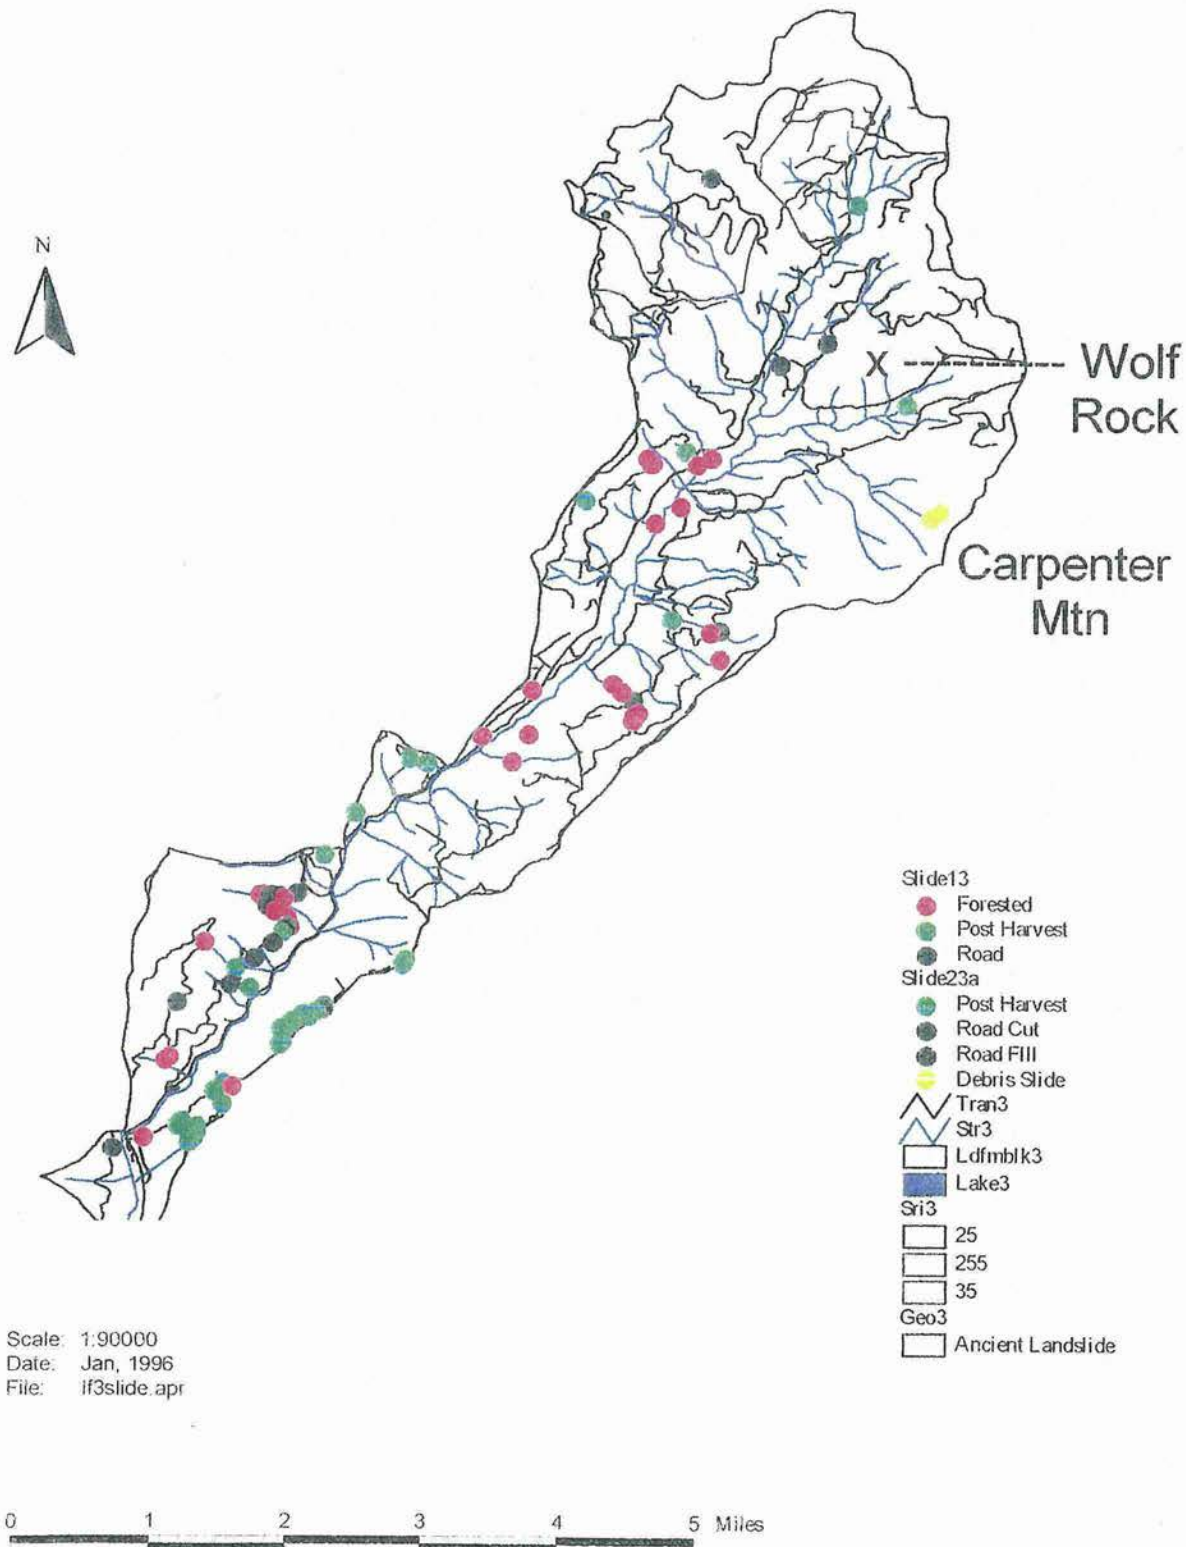 N
X
Wolf
Rock
Carpenter
Mtn
Slide13
Forested
Post Harvest
Road
Slide23a
Post Harvest
Road Cut
Road FIll
Debris Slide
Tran3
Str3
Ldfmblk3
Lake3
Sri3
25
255
35
Geo3
Ancient Landslide
Scale: 1:90000
Date: Jan, 1996
File: lf3slide.apr
0 1 2 3 4 5 Miles